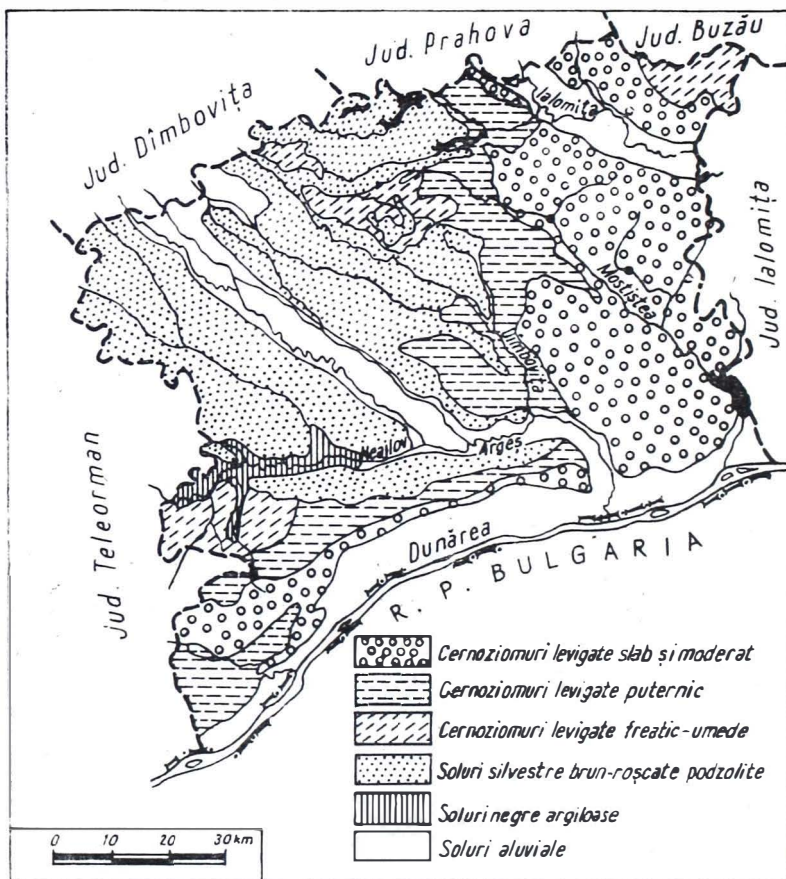 Jud. Prahova
Jud. Buzău
Jud. Dîmbovița
Ialomița
Jud. Ialomița
Mostiștea
Dîmbovița
Neajlov
Argeș
Jud. Teleorman
Dunărea
R. P. BULGARIA
Cernoziomuri levigate slab și moderat
Cernoziomuri levigate puternic
Cernoziomuri levigate freatic-umede
Soluri silvestre brun-roșcate podzolite
Soluri negre argiloase
Soluri aluviale
0 10 20 30 km